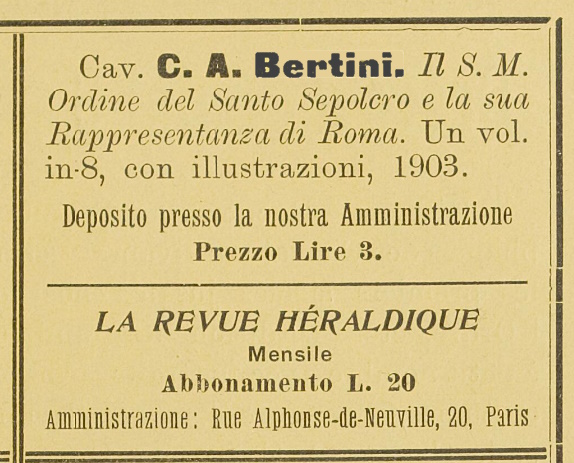 Cav. C. A. Bertini. Il S. M.
Ordine del Santo Sepolcro e la sua
Rappresentanza di Roma. Un vol.
in-8, con illustrazioni, 1903.
Deposito presso la nostra Amministrazione
Prezzo Lire 3.
LA REVUE HÉRALDIQUE
Mensile
Abbonamento L. 20
Amministrazione: Rue Alphonse-de-Neuville, 20, Paris